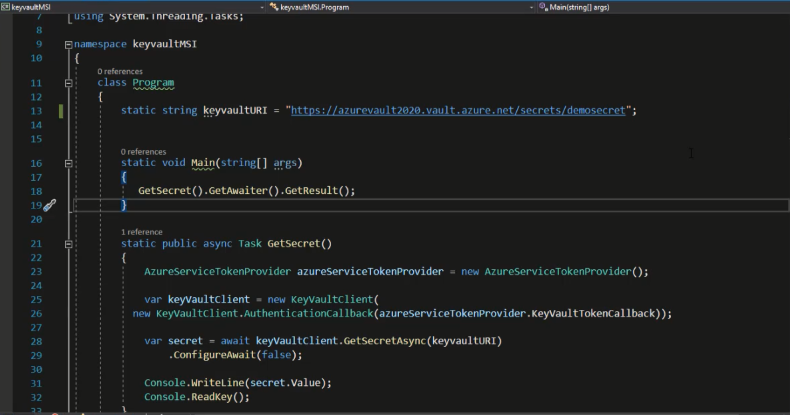 keyvaultMSI keyvaultMSI.Program Main(string[] args)
7 using System.Threading.Tasks;
8
9 namespace keyvaultMSI
10 {
0 references
11 class Program
12 {
13 static string keyvaultURI = "https://azurevault2020.vault.azure.net/secrets/demosecret";
14
15
0 references
16 static void Main(string[] args)
17 {
18 GetSecret().GetAwaiter().GetResult();
19 }
20
1 reference
21 static public async Task GetSecret()
22 {
23 AzureServiceTokenProvider azureServiceTokenProvider = new AzureServiceTokenProvider();
24
25 var keyVaultClient = new KeyVaultClient(
26 new KeyVaultClient.AuthenticationCallback(azureServiceTokenProvider.KeyVaultTokenCallback));
27
28 var secret = await keyVaultClient.GetSecretAsync(keyvaultURI)
29 .ConfigureAwait(false);
30
31 Console.WriteLine(secret.Value);
32 Console.ReadKey();
33 }